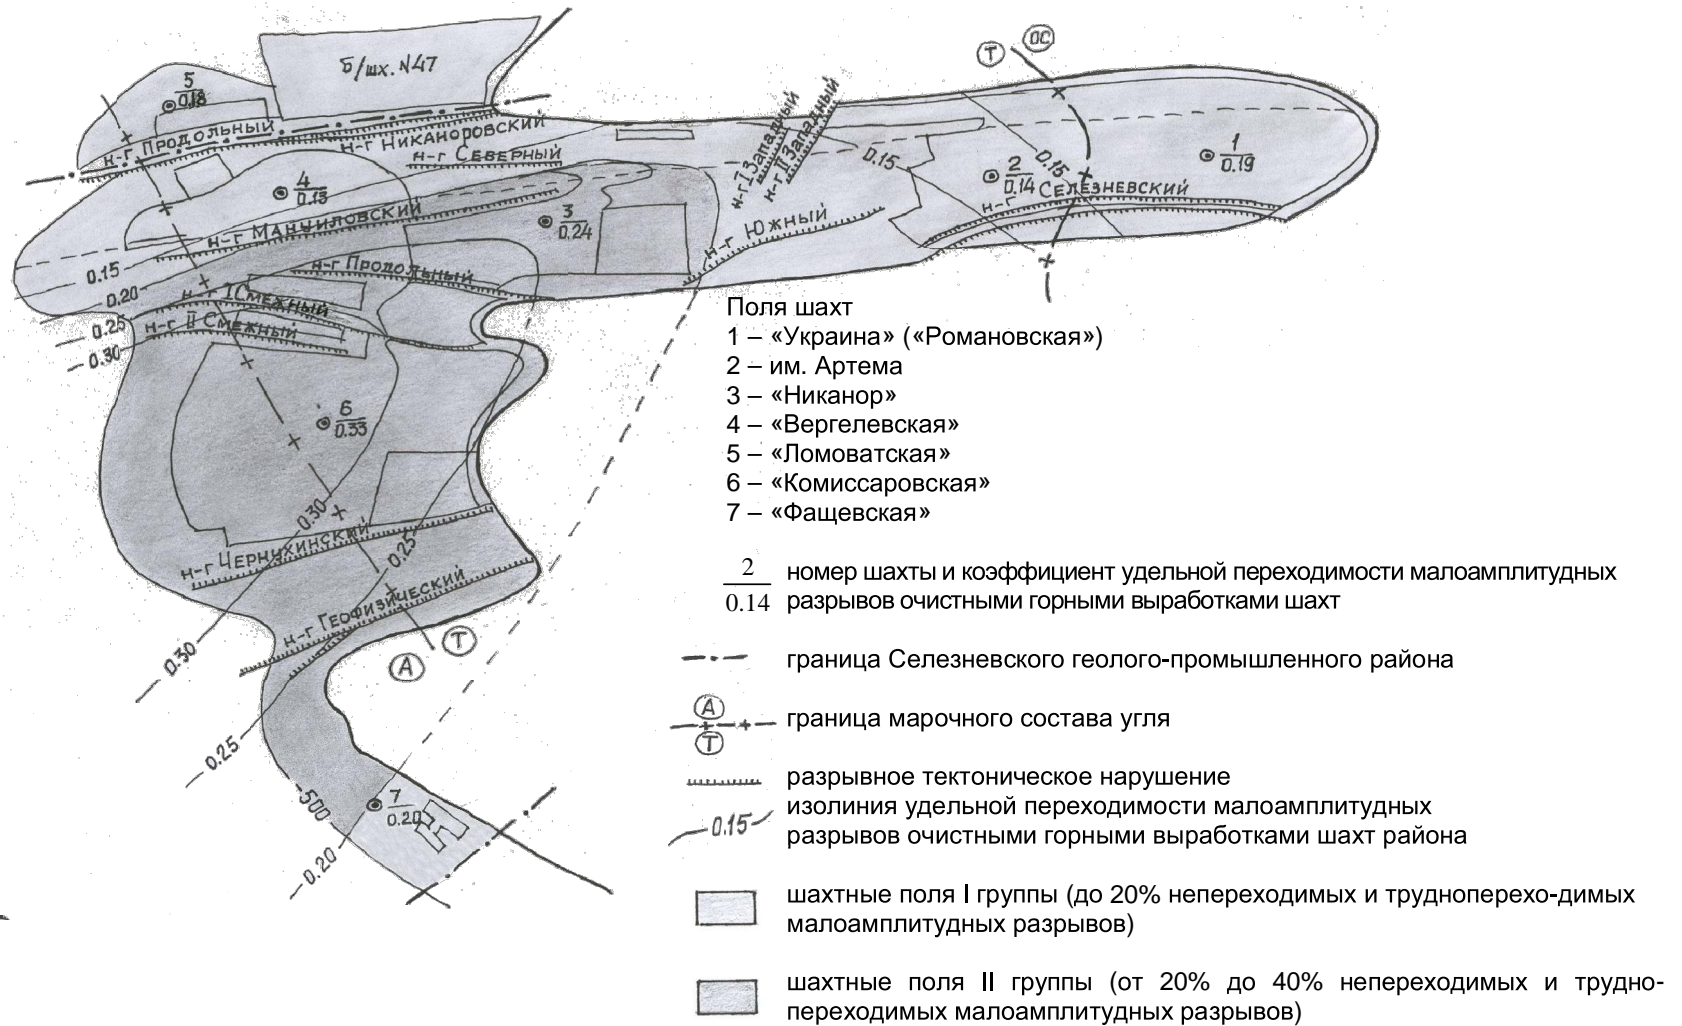 Б/шх. N47
Т
ОС
5
0.18
н-г Продольный
н-г Никаноровский
н-г Северный
н-г I Западный
н-г II Западный
0.15
0.15
1
0.19
2
0.14
н-г Селезневский
4
0.13
3
0.24
н-г Мануиловский
н-г Южный
н-г Продольный
0.15
0.20
н-г I Смежный
0.25
н-г II Смежный
0.30
6
0.33
0.30
0.25
н-г Чернухинский
н-г Геофизический
0.30
А
Т
0.25
-500
7
0.20
0.20
Поля шахт
1 – «Украина» («Романовская»)
2 – им. Артема
3 – «Никанор»
4 – «Вергелевская»
5 – «Ломоватская»
6 – «Комиссаровская»
7 – «Фащевская»
2
номер шахты и коэффициент удельной переходимости малоамплитудных
0.14 разрывов очистными горными выработками шахт
граница Селезневского геолого-промышленного района
А
граница марочного состава угля
Т
разрывное тектоническое нарушение
изолиния удельной переходимости малоамплитудных
0.15
разрывов очистными горными выработками шахт района
шахтные поля I группы (до 20% непереходимых и трудноперехо-димых
малоамплитудных разрывов)
шахтные поля II группы (от 20% до 40% непереходимых и трудно-
переходимых малоамплитудных разрывов)